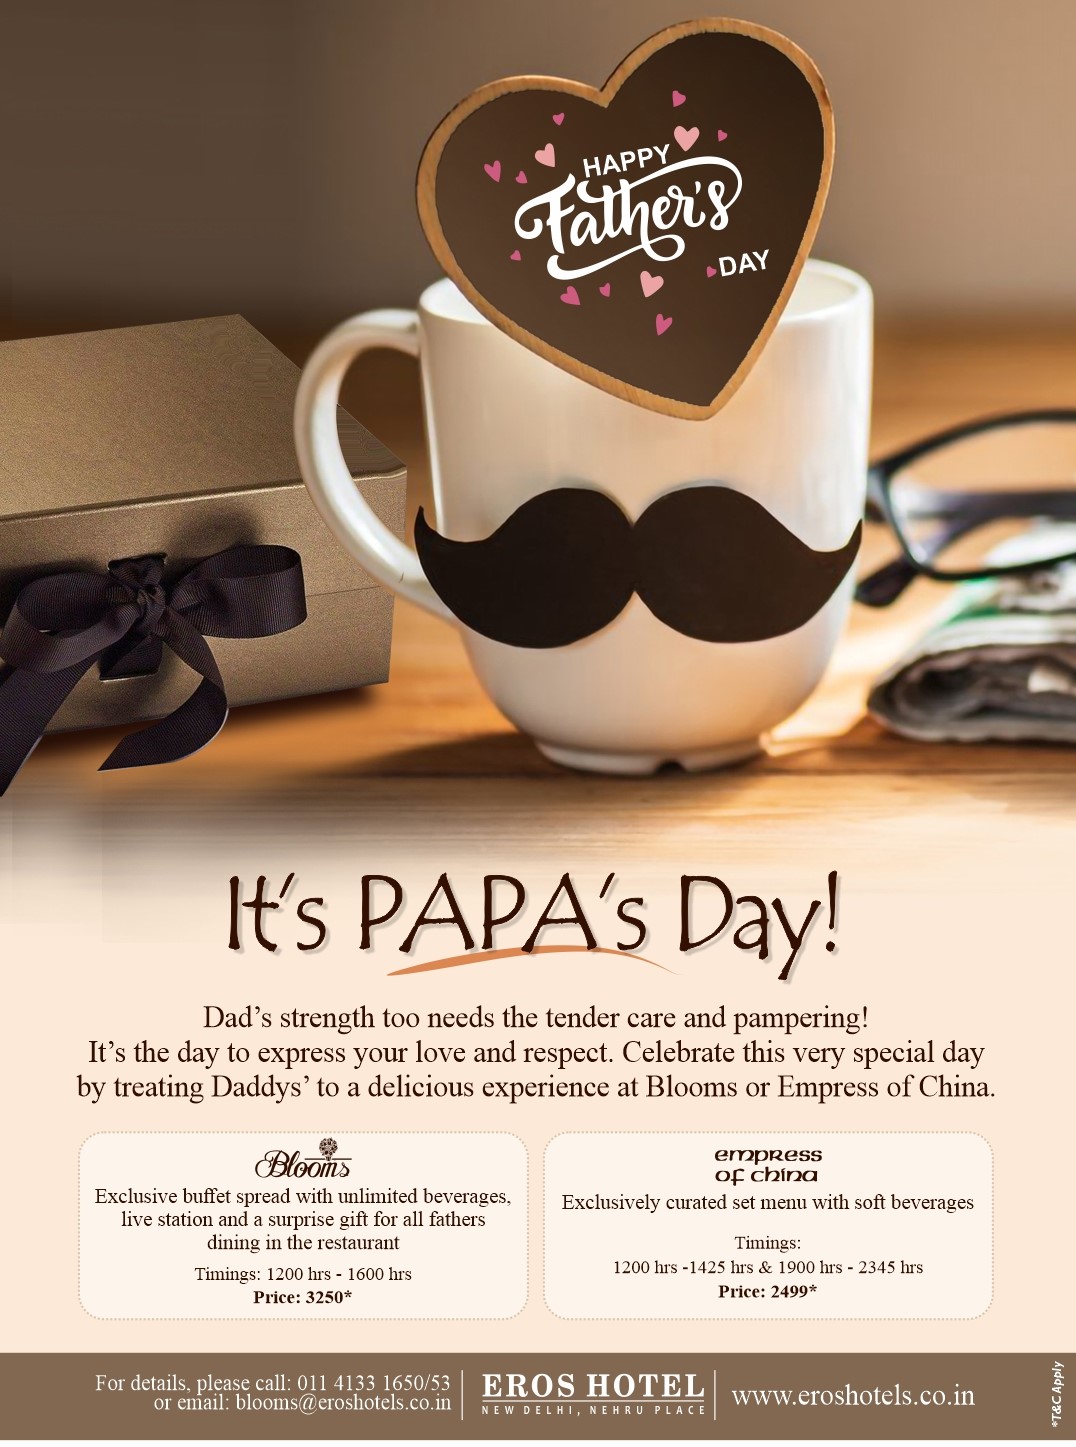 HAPPY
Father's
DAY
It's PAPA's Day!
Dad's strength too needs the tender care and pampering!
It's the day to express your love and respect. Celebrate this very special day
by treating Daddys' to a delicious experience at Blooms or Empress of China.
Blooms
Exclusive buffet spread with unlimited beverages,
live station and a surprise gift for all fathers
dining in the restaurant
Timings: 1200 hrs - 1600 hrs
Price: 3250*
empress
of china
Exclusively curated set menu with soft beverages
Timings:
1200 hrs -1425 hrs & 1900 hrs - 2345 hrs
Price: 2499*
For details, please call: 011 4133 1650/53
or email: blooms@eroshotels.co.in
EROS HOTEL
NEW DELHI, NEHRU PLACE
www.eroshotels.co.in
*T&C Apply